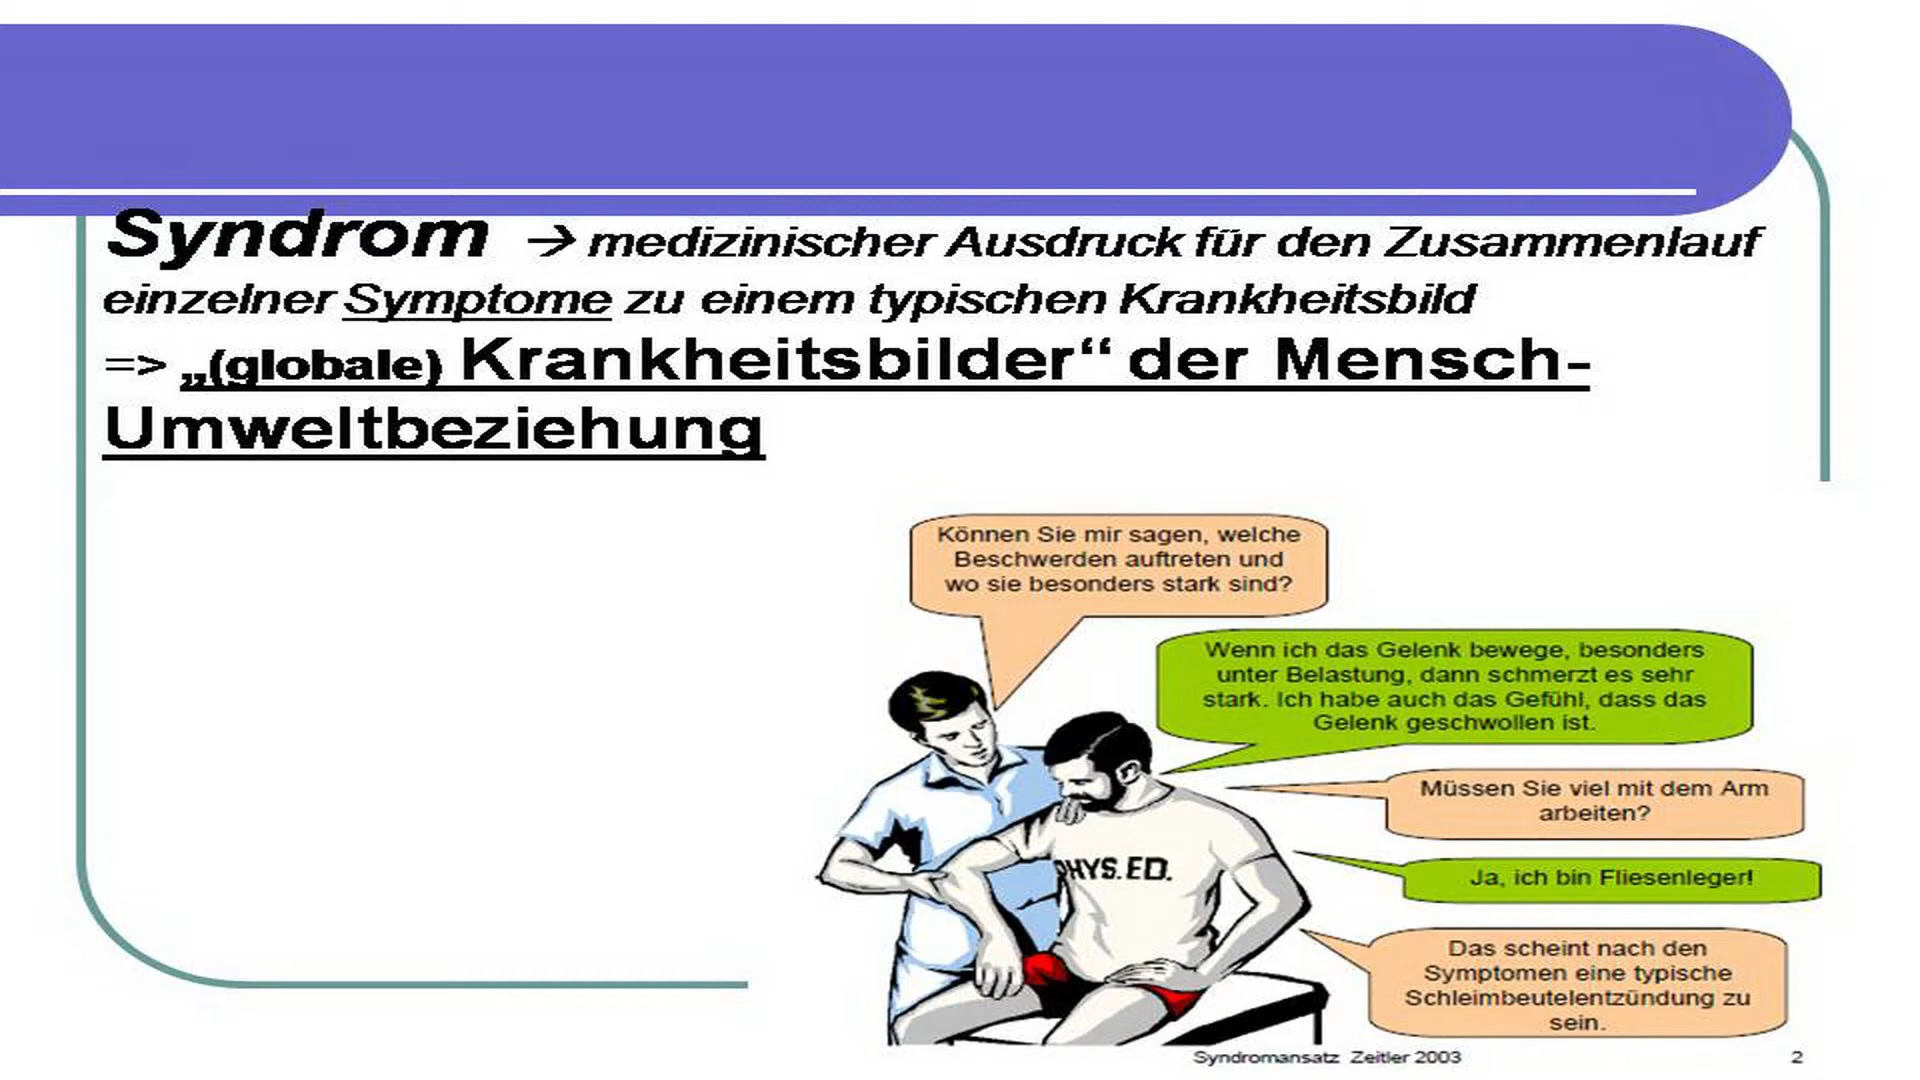 Syndrom → medizinischer Ausdruck für den Zusammenlauf
einzelner Symptome zu einem typischen Krankheitsbild
=> „(globale) Krankheitsbilder“ der Mensch-
Umweltbeziehung
Können Sie mir sagen, welche
Beschwerden auftreten und
wo sie besonders stark sind?
Wenn ich das Gelenk bewege, besonders
unter Belastung, dann schmerzt es sehr
stark. Ich habe auch das Gefühl, dass das
Gelenk geschwollen ist.
Müssen Sie viel mit dem Arm
arbeiten?
PHYS. ED.
Ja, ich bin Fliesenleger!
Das scheint nach den
Symptomen eine typische
Schleimbeutelentzündung zu
sein.
Syndromansatz Zeitler 2003
2